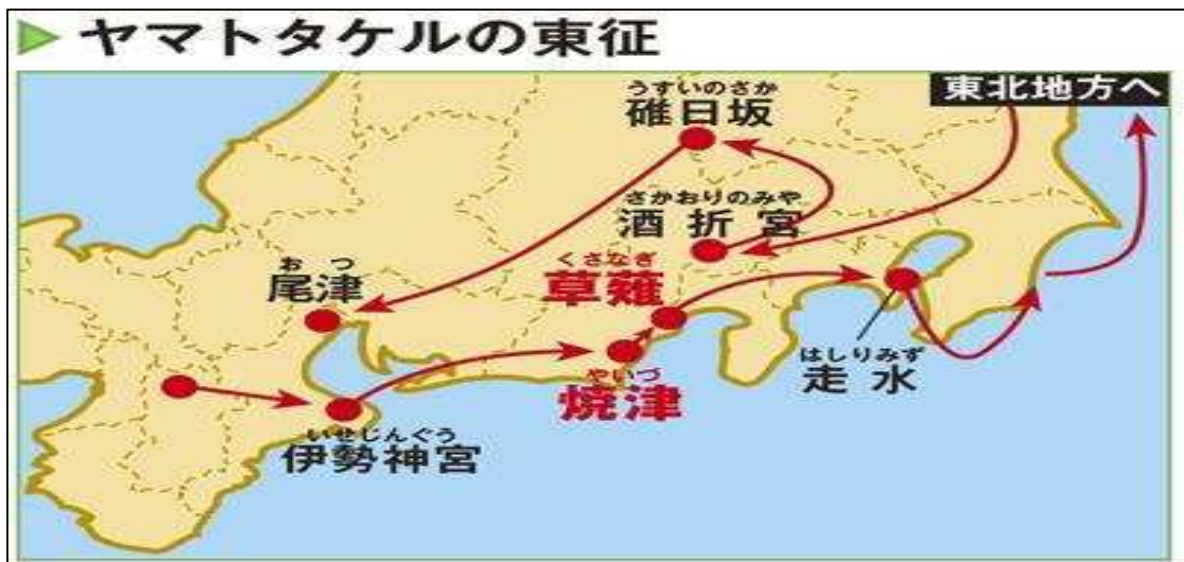 ヤマトタケルの東征
東北地方へ
うすいのさか
碓日坂
さかおりのみや
酒折宮
くさなぎ
草薙
おつ
尾津
はしりみず
走水
やいづ
焼津
いせじんぐう
伊勢神宮